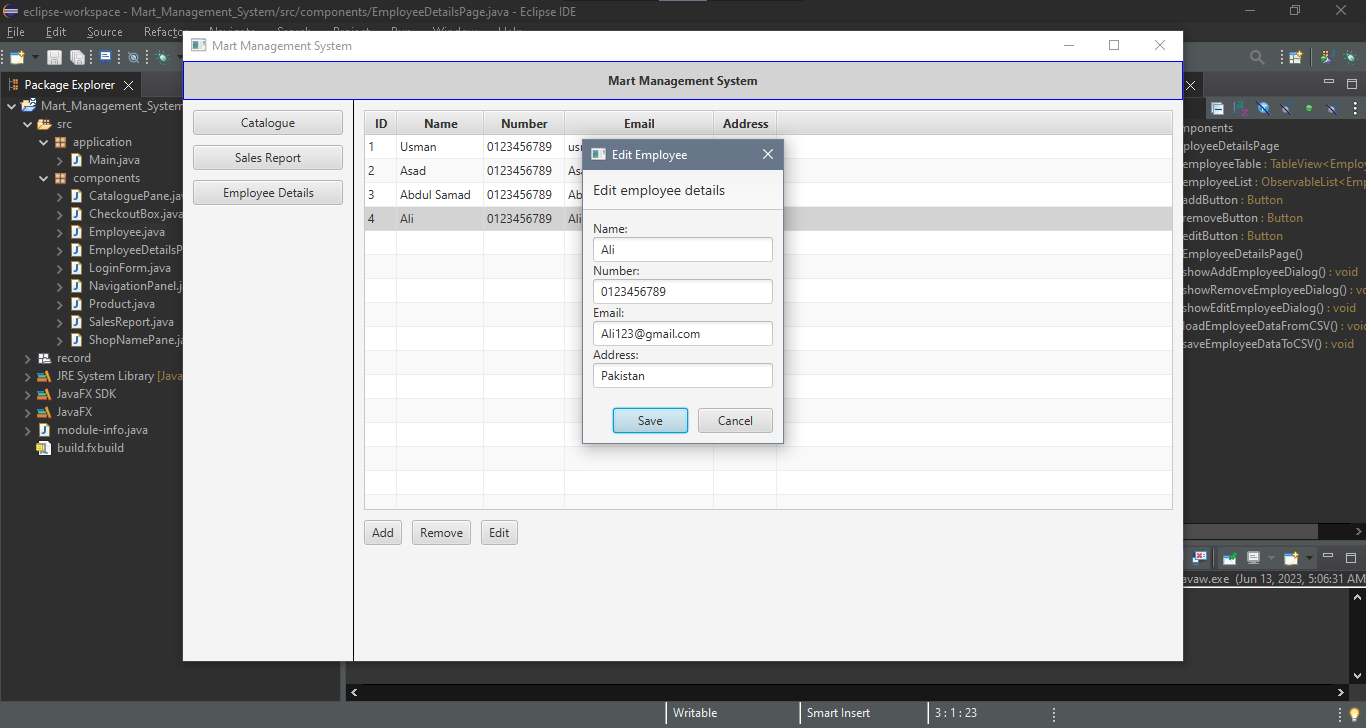 eclipse-workspace - Mart_Management_System/src/components/EmployeeDetailsPage.java - Eclipse IDE
File Edit Source Refactor
Package Explorer
Mart_Management_System
src
application
Main.java
components
CataloguePane.jav
CheckoutBox.java
Employee.java
EmployeeDetailsP
LoginForm.java
NavigationPanel.j
Product.java
SalesReport.java
ShopNamePane.ja
record
JRE System Library [Java
JavaFX SDK
JavaFX
module-info.java
build.fxbuild
Mart Management System
Mart Management System
Catalogue
Sales Report
Employee Details
ID Name Number Email Address
1 Usman 0123456789 usr
2 Asad 0123456789 Asa
3 Abdul Samad 0123456789 Ab
4 Ali 0123456789 Ali
Add Remove Edit
Edit Employee
Edit employee details
Name:
Ali
Number:
0123456789
Email:
Ali123@gmail.com
Address:
Pakistan
Save Cancel
mponents
ployeeDetailsPage
employeeTable : TableView<Employ
employeeList : ObservableList<Emp
addButton : Button
removeButton : Button
editButton : Button
EmployeeDetailsPage()
showAddEmployeeDialog() : void
showRemoveEmployeeDialog() : vo
showEditEmployeeDialog() : void
loadEmployeeDataFromCSV() : voi
saveEmployeeDataToCSV() : void
avaw.exe (Jun 13, 2023, 5:06:31 AM
Writable Smart Insert 3 : 1 : 23